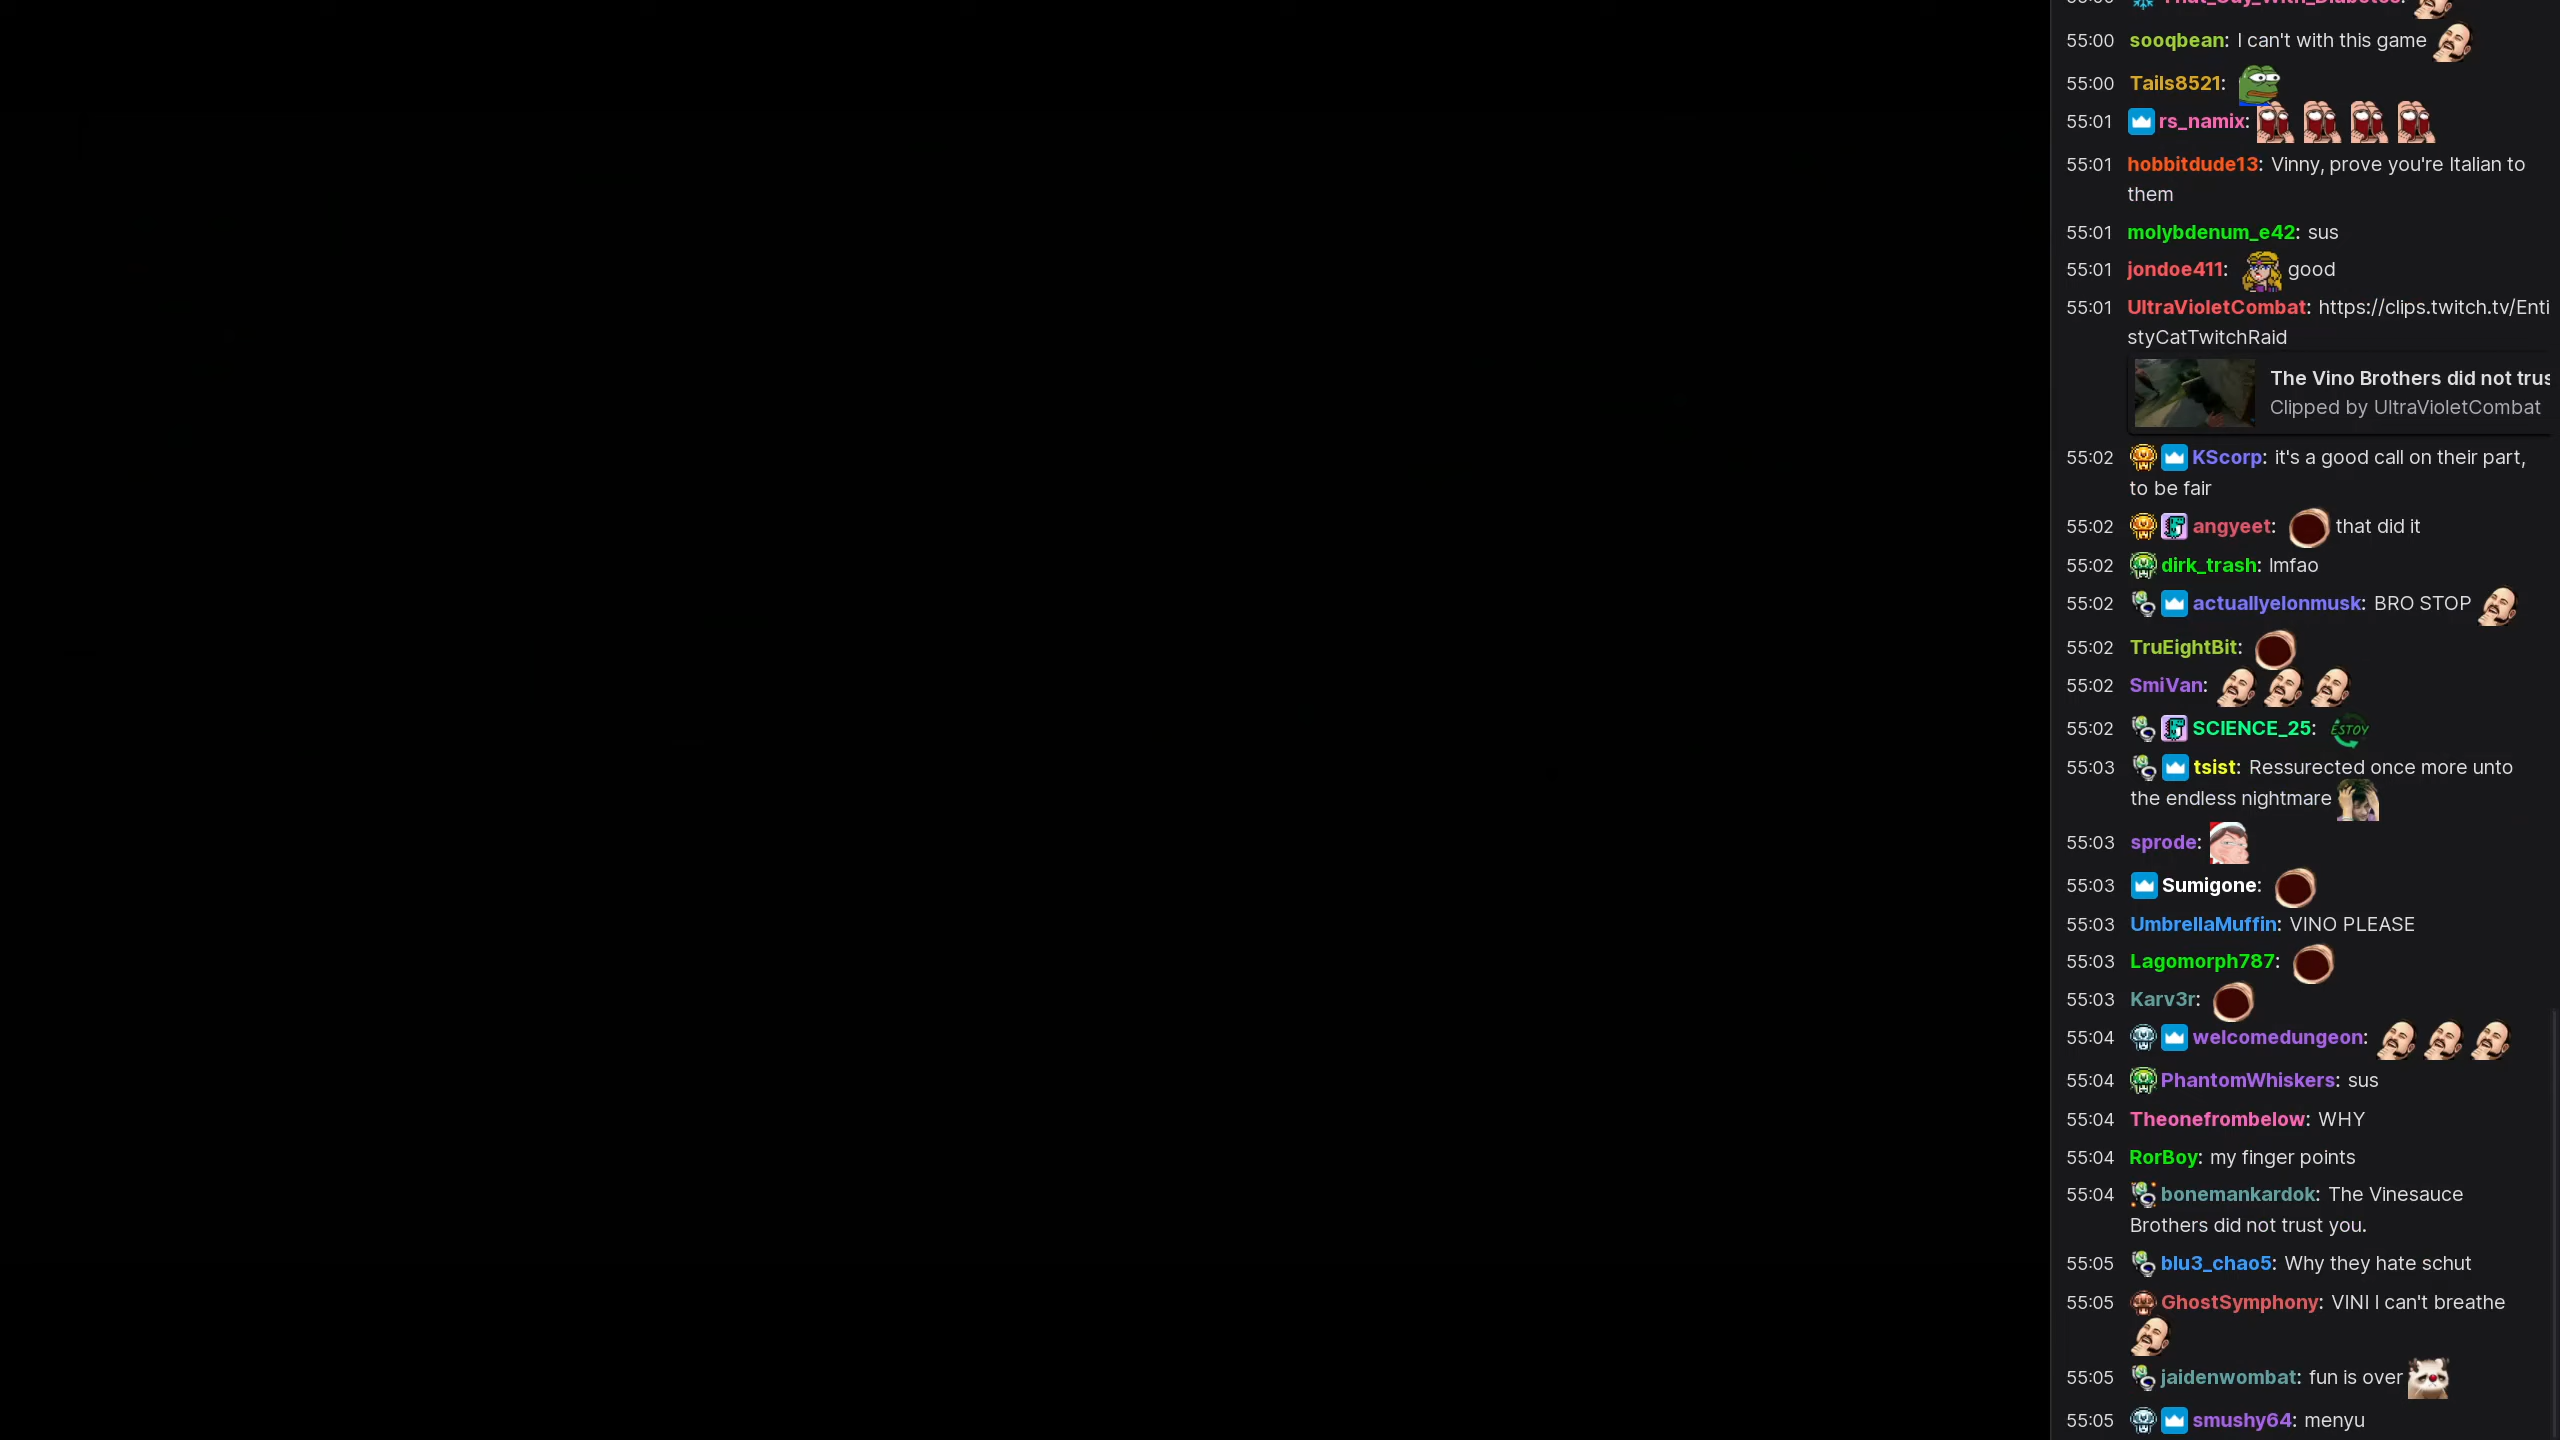 55:00 sooqbean: I can't with this game
55:00 Tails8521:
55:01 rs_namix:
55:01 hobbitdude13: Vinny, prove you're Italian to
them
55:01 molybdenum_e42: sus
55:01 jondoe411: good
55:01 UltraVioletCombat: https://clips.twitch.tv/Enti
styCatTwitchRaid
The Vino Brothers did not trus
Clipped by UltraVioletCombat
55:02 KScorp: it's a good call on their part,
to be fair
55:02 angyeet: that did it
55:02 dirk_trash: lmfao
55:02 actuallyelonmusk: BRO STOP
55:02 TruEightBit:
55:02 SmiVan:
55:02 SCIENCE_25: ESTOY
55:03 tsist: Ressurected once more unto
the endless nightmare
55:03 sprode:
55:03 Sumigone:
55:03 UmbrellaMuffin: VINO PLEASE
55:03 Lagomorph787:
55:03 Karv3r:
55:04 welcomedungeon:
55:04 PhantomWhiskers: sus
55:04 Theonefrombelow: WHY
55:04 RorBoy: my finger points
55:04 bonemankardok: The Vinesauce
Brothers did not trust you.
55:05 blu3_chao5: Why they hate schut
55:05 GhostSymphony: VINI I can't breathe
55:05 jaidenwombat: fun is over
55:05 smushy64: menyu